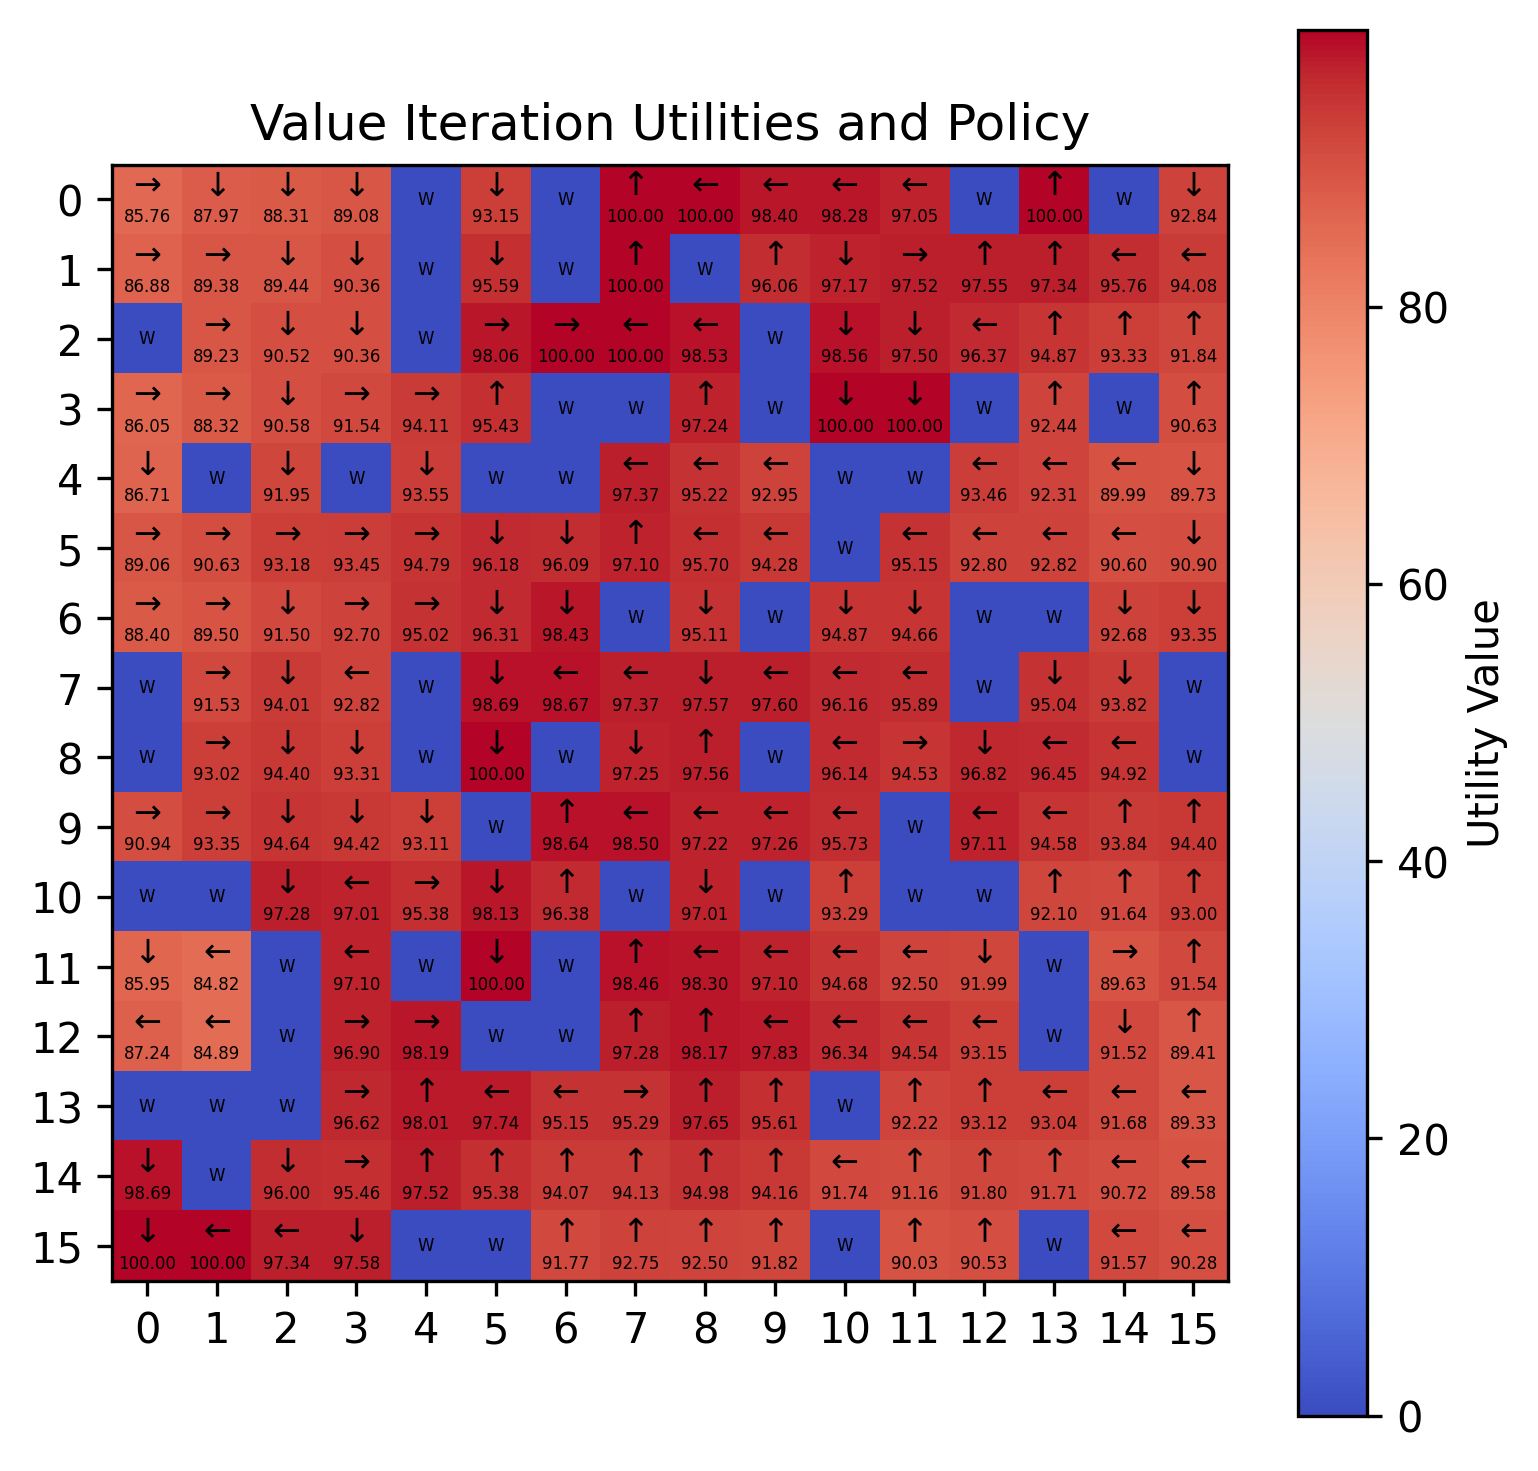 Value Iteration Utilities and Policy
0 → ↓ ↓ ↓ W ↓ W ↑ ← ← ← ← W ↑ W ↓
85.76 87.97 88.31 89.08 93.15 100.00 100.00 98.40 98.28 97.05 100.00 92.84
1 → → ↓ ↓ W ↓ W ↑ W ↑ ↓ → ↑ ↑ ← ←
86.88 89.38 89.44 90.36 95.59 100.00 96.06 97.17 97.52 97.55 97.34 95.76 94.08
2 W → ↓ ↓ W → → ← ← W ↓ ↓ ← ↑ ↑ ↑
89.23 90.52 90.36 98.06 100.00 100.00 98.53 98.56 97.50 96.37 94.87 93.33 91.84
3 → → ↓ → → ↑ W W ↑ W ↓ ↓ W ↑ W ↑
86.05 88.32 90.58 91.54 94.11 95.43 97.24 100.00 100.00 92.44 90.63
4 ↓ W ↓ W ↓ W W ← ← ← W W ← ← ← ↓
86.71 91.95 93.55 97.37 95.22 92.95 93.46 92.31 89.99 89.73
5 → → → → → ↓ ↓ ↑ ← ← W ← ← ← ← ↓
89.06 90.63 93.18 93.45 94.79 96.18 96.09 97.10 95.70 94.28 95.15 92.80 92.82 90.60 90.90
6 → → ↓ → → ↓ ↓ W ↓ W ↓ ↓ W W ↓ ↓
88.40 89.50 91.50 92.70 95.02 96.31 98.43 95.11 94.87 94.66 92.68 93.35
7 W → ↓ ← W ↓ ← ← ↓ ← ← ← W ↓ ↓ W
91.53 94.01 92.82 98.69 98.67 97.37 97.57 97.60 96.16 95.89 95.04 93.82
8 W → ↓ ↓ W ↓ W ↓ ↑ W ← → ↓ ← ← W
93.02 94.40 93.31 100.00 97.25 97.56 96.14 94.53 96.82 96.45 94.92
9 → → ↓ ↓ ↓ W ↑ ← ← ← ← W ← ← ↑ ↑
90.94 93.35 94.64 94.42 93.11 98.64 98.50 97.22 97.26 95.73 97.11 94.58 93.84 94.40
10 W W ↓ ← → ↓ ↑ W ↓ W ↑ W W ↑ ↑ ↑
97.28 97.01 95.38 98.13 96.38 97.01 93.29 92.10 91.64 93.00
11 ↓ ← W ← W ↓ W ↑ ← ← ← ← ↓ W → ↑
85.95 84.82 97.10 100.00 98.46 98.30 97.10 94.68 92.50 91.99 89.63 91.54
12 ← ← W → → W W ↑ ↑ ← ← ← ← W ↓ ↑
87.24 84.89 96.90 98.19 97.28 98.17 97.83 96.34 94.54 93.15 91.52 89.41
13 W W W → ↑ ← ← → ↑ ↑ W ↑ ↑ ← ← ←
96.62 98.01 97.74 95.15 95.29 97.65 95.61 92.22 93.12 93.04 91.68 89.33
14 ↓ W ↓ → ↑ ↑ ↑ ↑ ↑ ↑ ← ↑ ↑ ↑ ← ←
98.69 96.00 95.46 97.52 95.38 94.07 94.13 94.98 94.16 91.74 91.16 91.80 91.71 90.72 89.58
15 ↓ ← ← ↓ W W ↑ ↑ ↑ ↑ W ↑ ↑ W ← ←
100.00 100.00 97.34 97.58 91.77 92.75 92.50 91.82 90.03 90.53 91.57 90.28
0 1 2 3 4 5 6 7 8 9 10 11 12 13 14 15
80
60
40
20
0
Utility Value